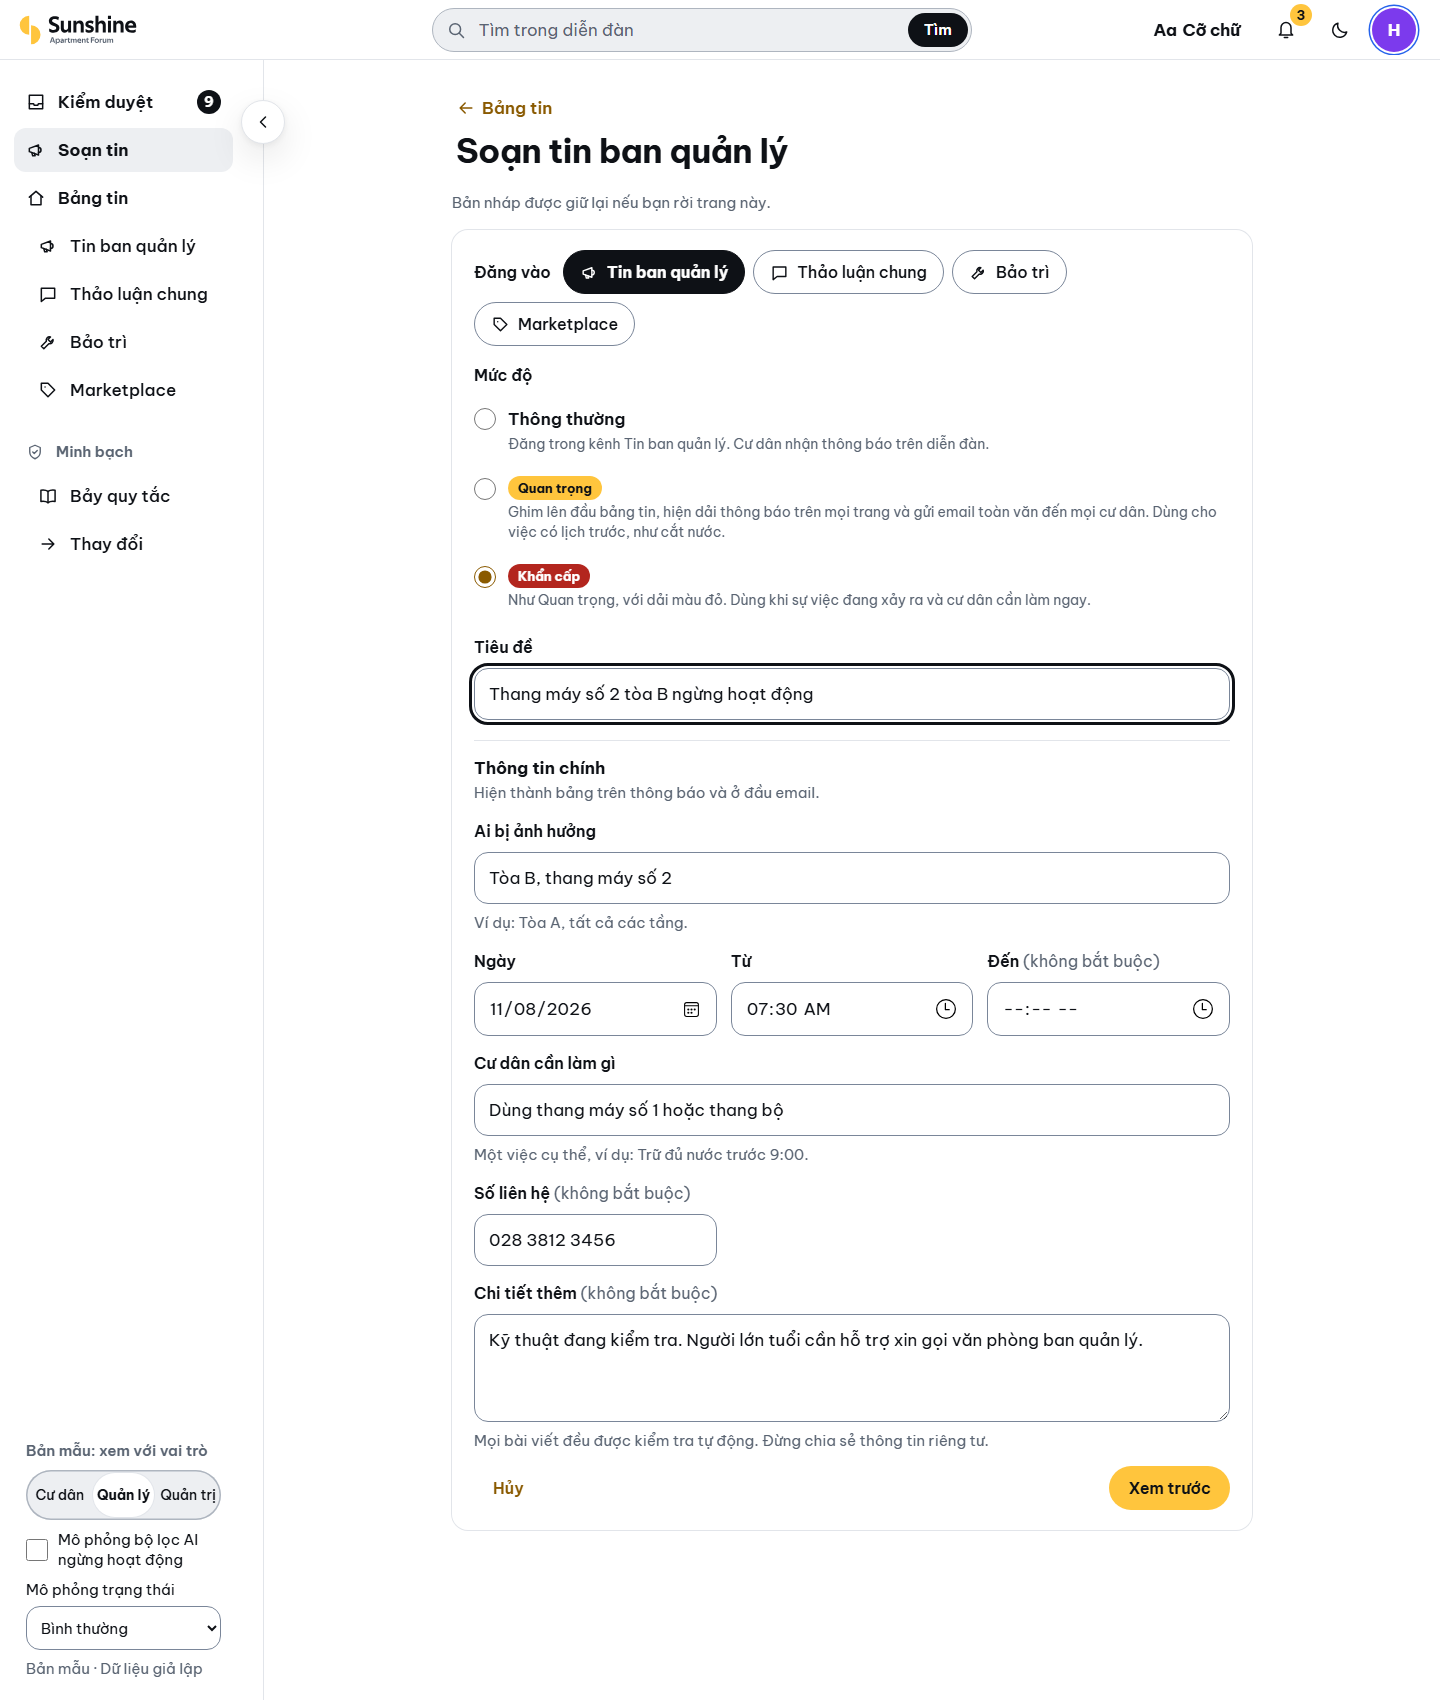 Sunshine
Apartment Forum
Tìm trong diễn đàn
Tìm
Aa Cỡ chữ
3
H
Kiểm duyệt
9
Soạn tin
Bảng tin
Tin ban quản lý
Thảo luận chung
Bảo trì
Marketplace
Minh bạch
Bảy quy tắc
Thay đổi
Bản mẫu: xem với vai trò
Cư dân
Quản lý
Quản trị
Mô phỏng bộ lọc AI
ngừng hoạt động
Mô phỏng trạng thái
Bình thường
Bản mẫu · Dữ liệu giả lập
Bảng tin
Soạn tin ban quản lý
Bản nháp được giữ lại nếu bạn rời trang này.
Đăng vào
Tin ban quản lý
Thảo luận chung
Bảo trì
Marketplace
Mức độ
Thông thường
Đăng trong kênh Tin ban quản lý. Cư dân nhận thông báo trên diễn đàn.
Quan trọng
Ghim lên đầu bảng tin, hiện dải thông báo trên mọi trang và gửi email toàn văn đến mọi cư dân. Dùng cho
việc có lịch trước, như cắt nước.
Khẩn cấp
Như Quan trọng, với dải màu đỏ. Dùng khi sự việc đang xảy ra và cư dân cần làm ngay.
Tiêu đề
Thang máy số 2 tòa B ngừng hoạt động
Thông tin chính
Hiện thành bảng trên thông báo và ở đầu email.
Ai bị ảnh hưởng
Tòa B, thang máy số 2
Ví dụ: Tòa A, tất cả các tầng.
Ngày
Từ
Đến (không bắt buộc)
11/08/2026
07:30 AM
--:-- --
Cư dân cần làm gì
Dùng thang máy số 1 hoặc thang bộ
Một việc cụ thể, ví dụ: Trữ đủ nước trước 9:00.
Số liên hệ (không bắt buộc)
028 3812 3456
Chi tiết thêm (không bắt buộc)
Kỹ thuật đang kiểm tra. Người lớn tuổi cần hỗ trợ xin gọi văn phòng ban quản lý.
Mọi bài viết đều được kiểm tra tự động. Đừng chia sẻ thông tin riêng tư.
Hủy
Xem trước